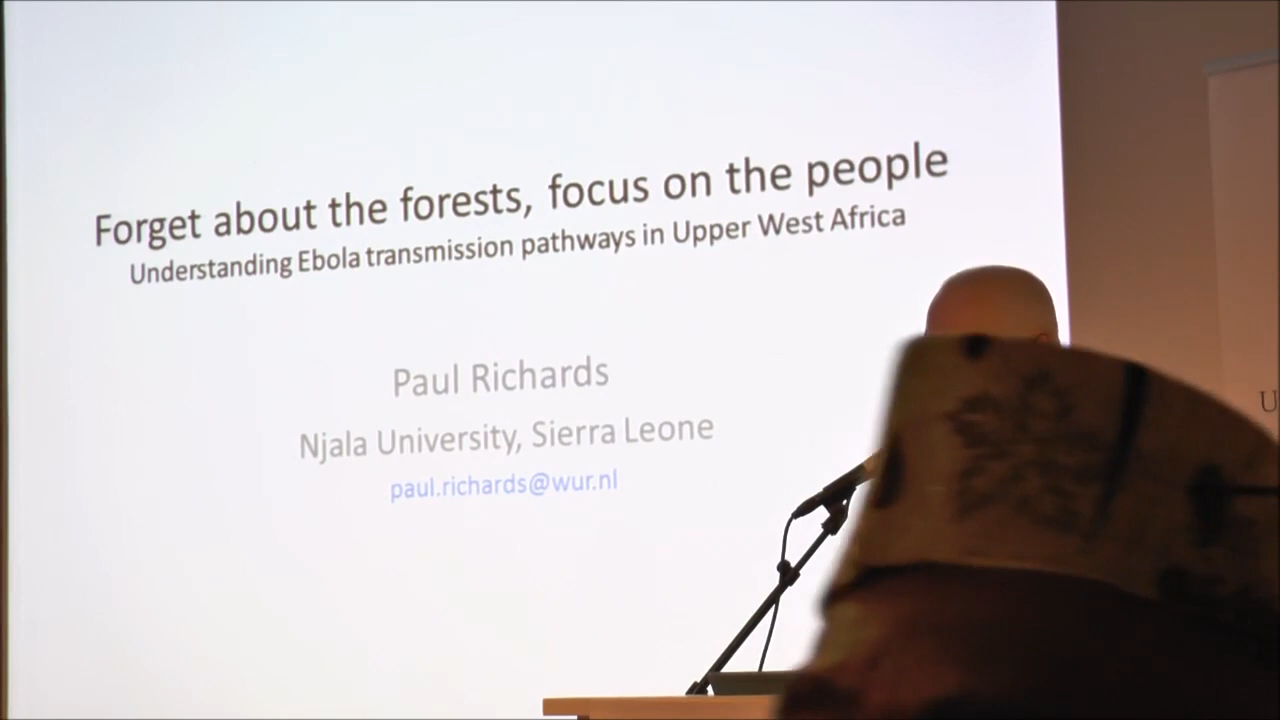 Forget about the forests, focus on the people
Understanding Ebola transmission pathways in Upper West Africa
Paul Richards
Njala University, Sierra Leone
paul.richards@wur.nl
U